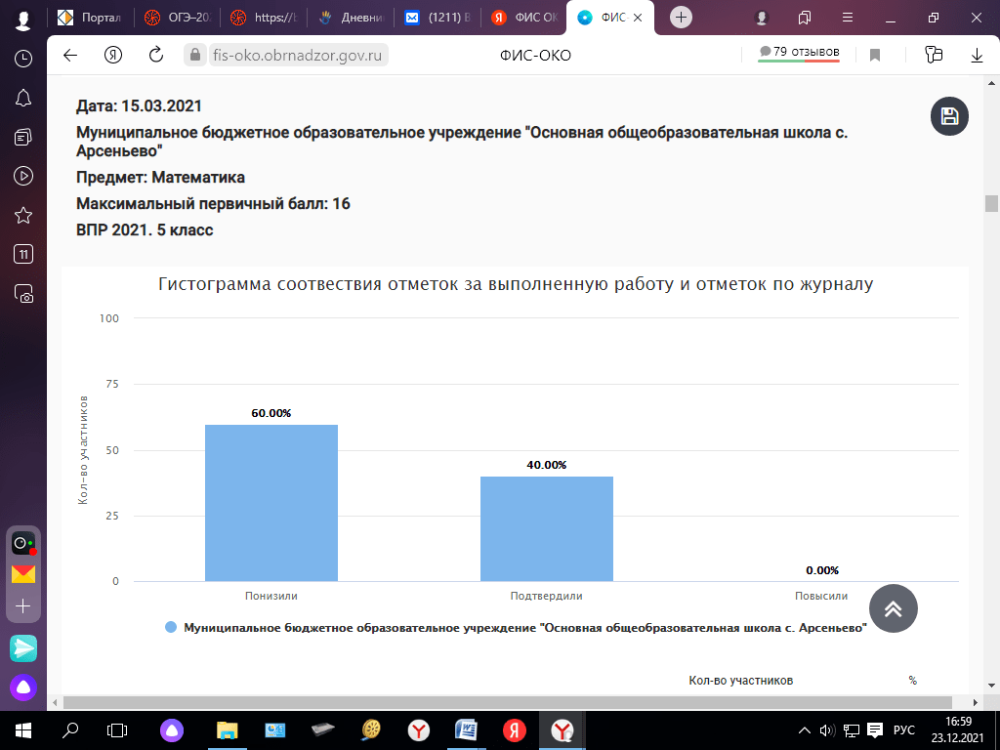 Портал
ОГЭ–20
https://
Дневни
(1211) В
ФИС ОК
ФИС-
fis-oko.obrnadzor.gov.ru
ФИС-ОКО
79 отзывов
11
Дата: 15.03.2021
Муниципальное бюджетное образовательное учреждение "Основная общеобразовательная школа с.
Арсеньево"
Предмет: Математика
Максимальный первичный балл: 16
ВПР 2021. 5 класс
Гистограмма соотвествия отметок за выполненную работу и отметок по журналу
Кол-во участников
100
75
50
25
0
60.00%
40.00%
0.00%
Понизили
Подтвердили
Повысили
Муниципальное бюджетное образовательное учреждение "Основная общеобразовательная школа с. Арсеньево"
Кол-во участников
%
РУС
16:59
23.12.2021